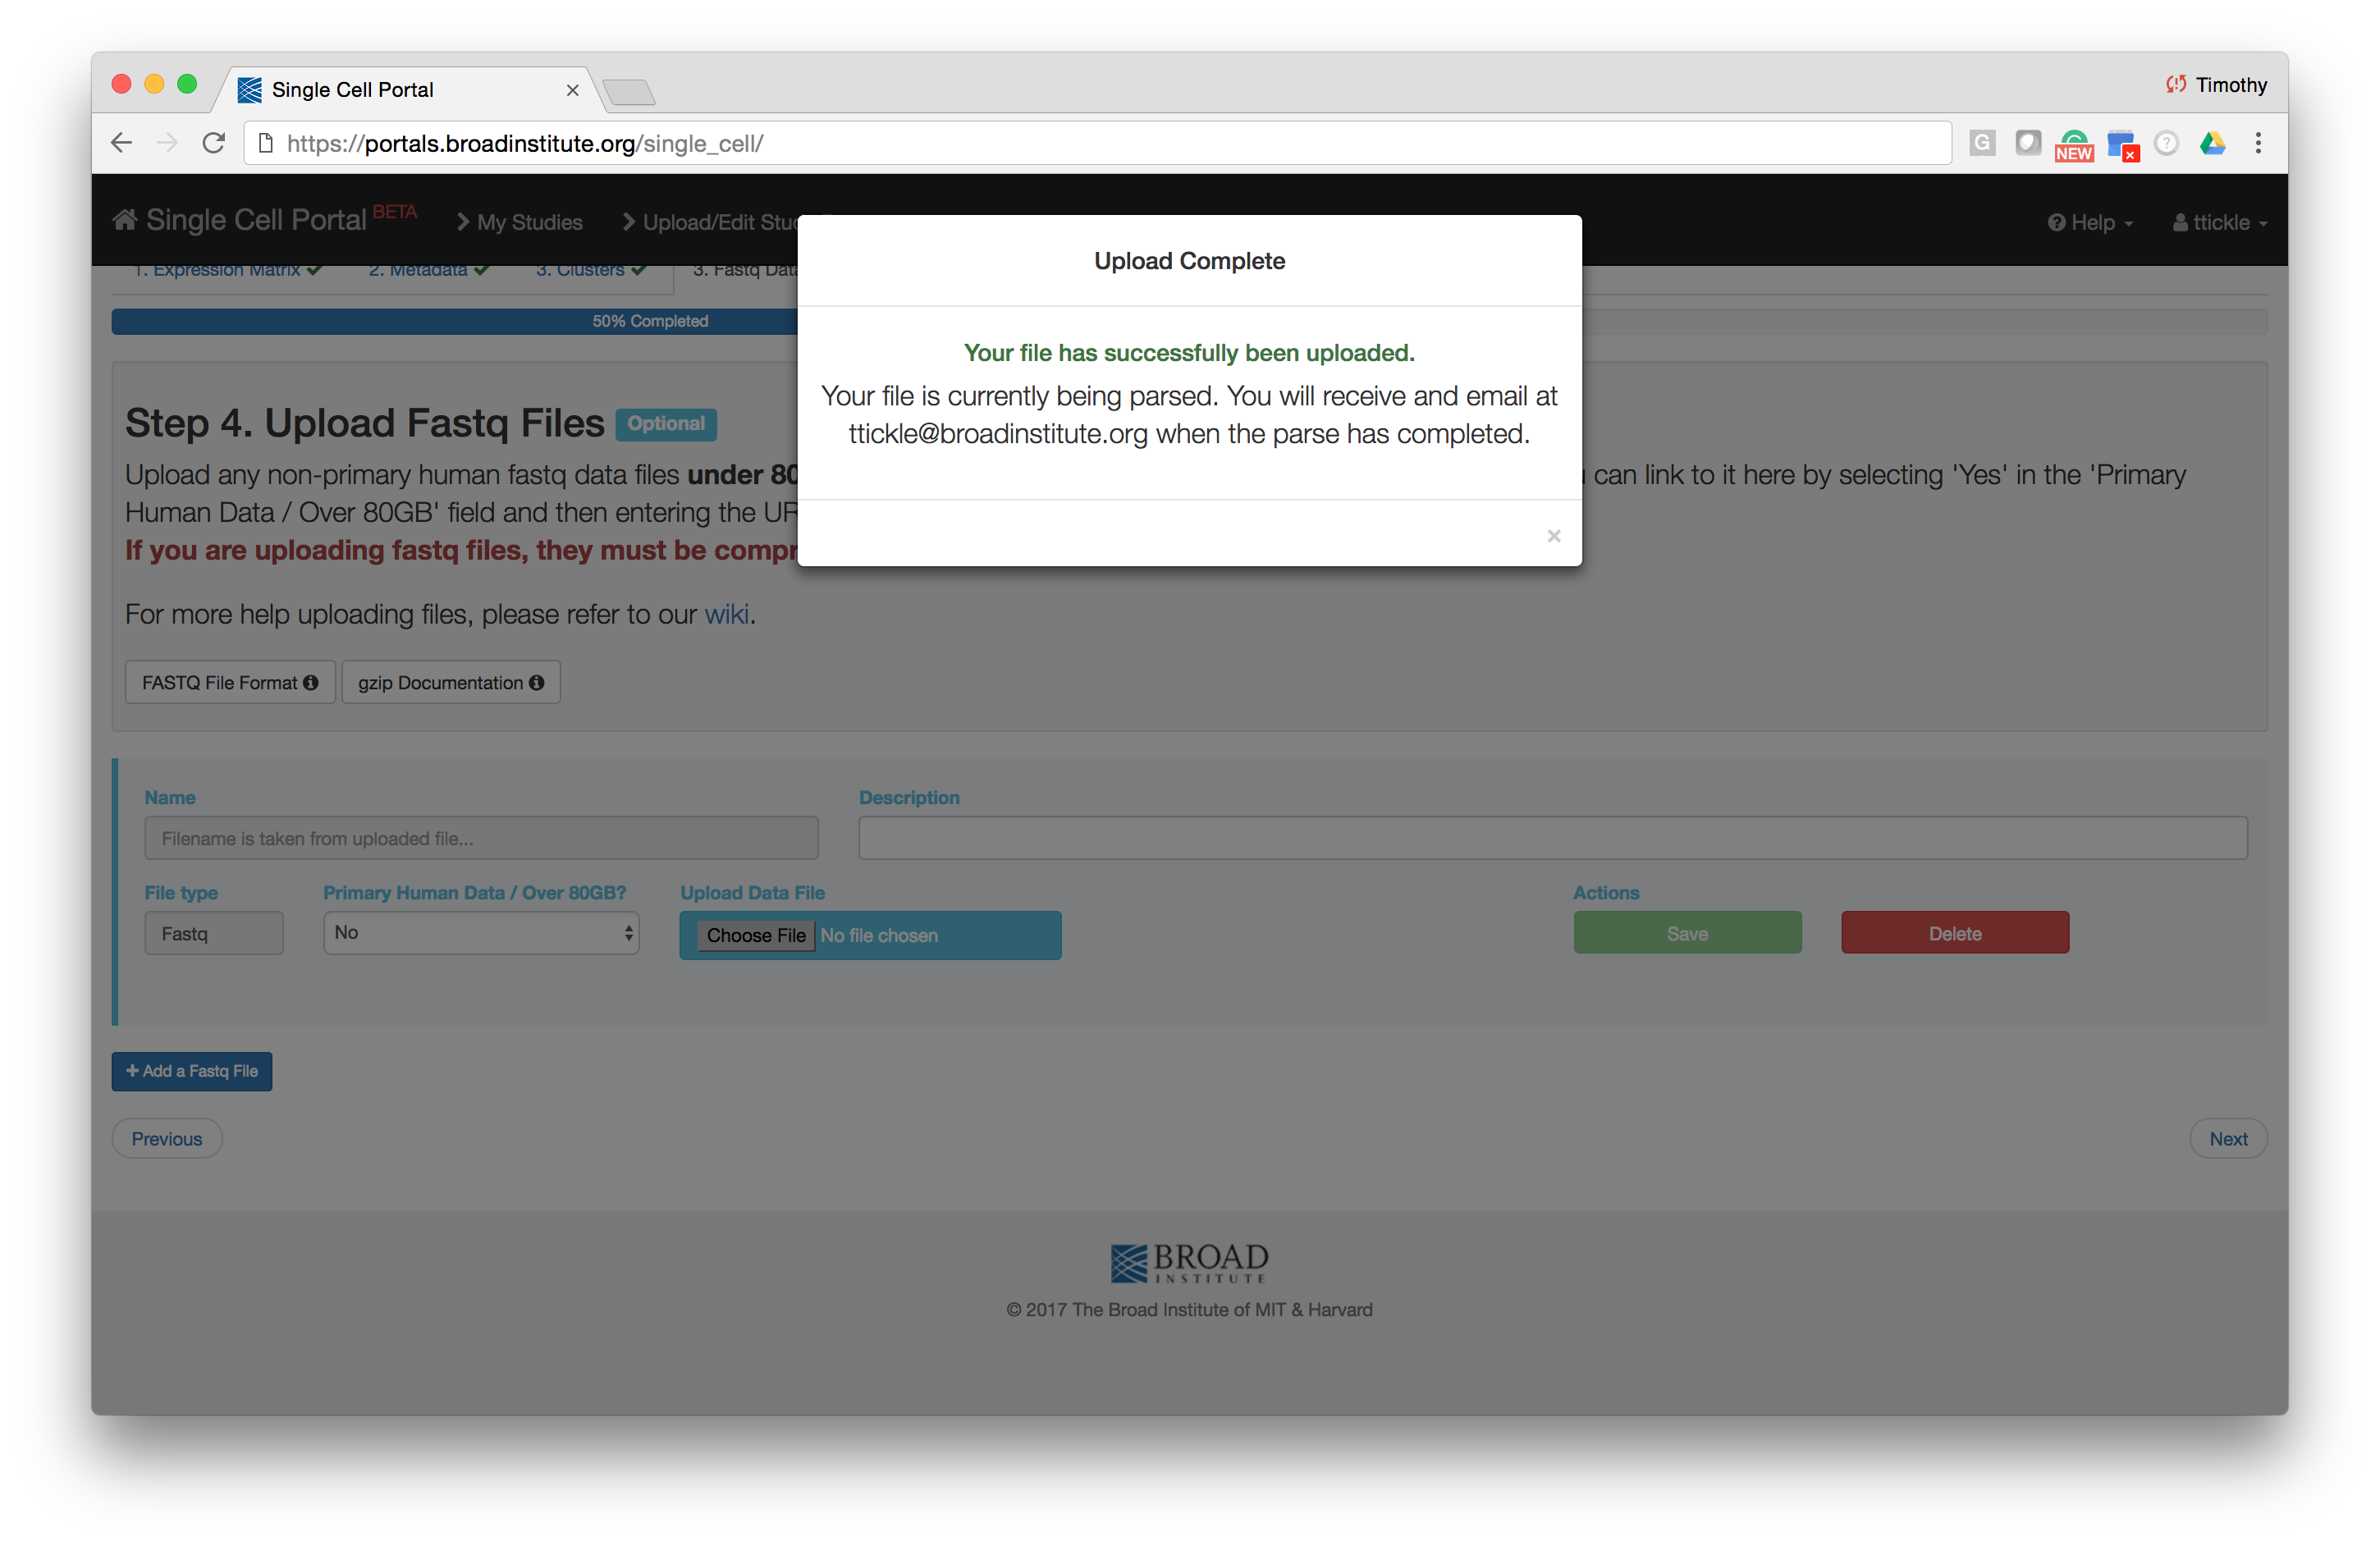 Single Cell Portal
Timothy
https://portals.broadinstitute.org/single_cell/
G
NEW
?
Single Cell Portal BETA
My Studies
Upload/Edit Stu
Help
ttickle
1. Expression Matrix
2. Metadata
3. Clusters
3. Fastq Data
50% Completed
Upload Complete
Your file has successfully been uploaded.
Your file is currently being parsed. You will receive and email at
ttickle@broadinstitute.org when the parse has completed.
×
Step 4. Upload Fastq Files Optional
Upload any non-primary human fastq data files under 80 can link to it here by selecting 'Yes' in the 'Primary
Human Data / Over 80GB' field and then entering the UR
If you are uploading fastq files, they must be compr
For more help uploading files, please refer to our wiki.
FASTQ File Format
gzip Documentation
Name
Description
Filename is taken from uploaded file...
File type
Primary Human Data / Over 80GB?
Upload Data File
Actions
Fastq
No
Choose File No file chosen
Save
Delete
+ Add a Fastq File
Previous
Next
BROAD
INSTITUTE
© 2017 The Broad Institute of MIT & Harvard